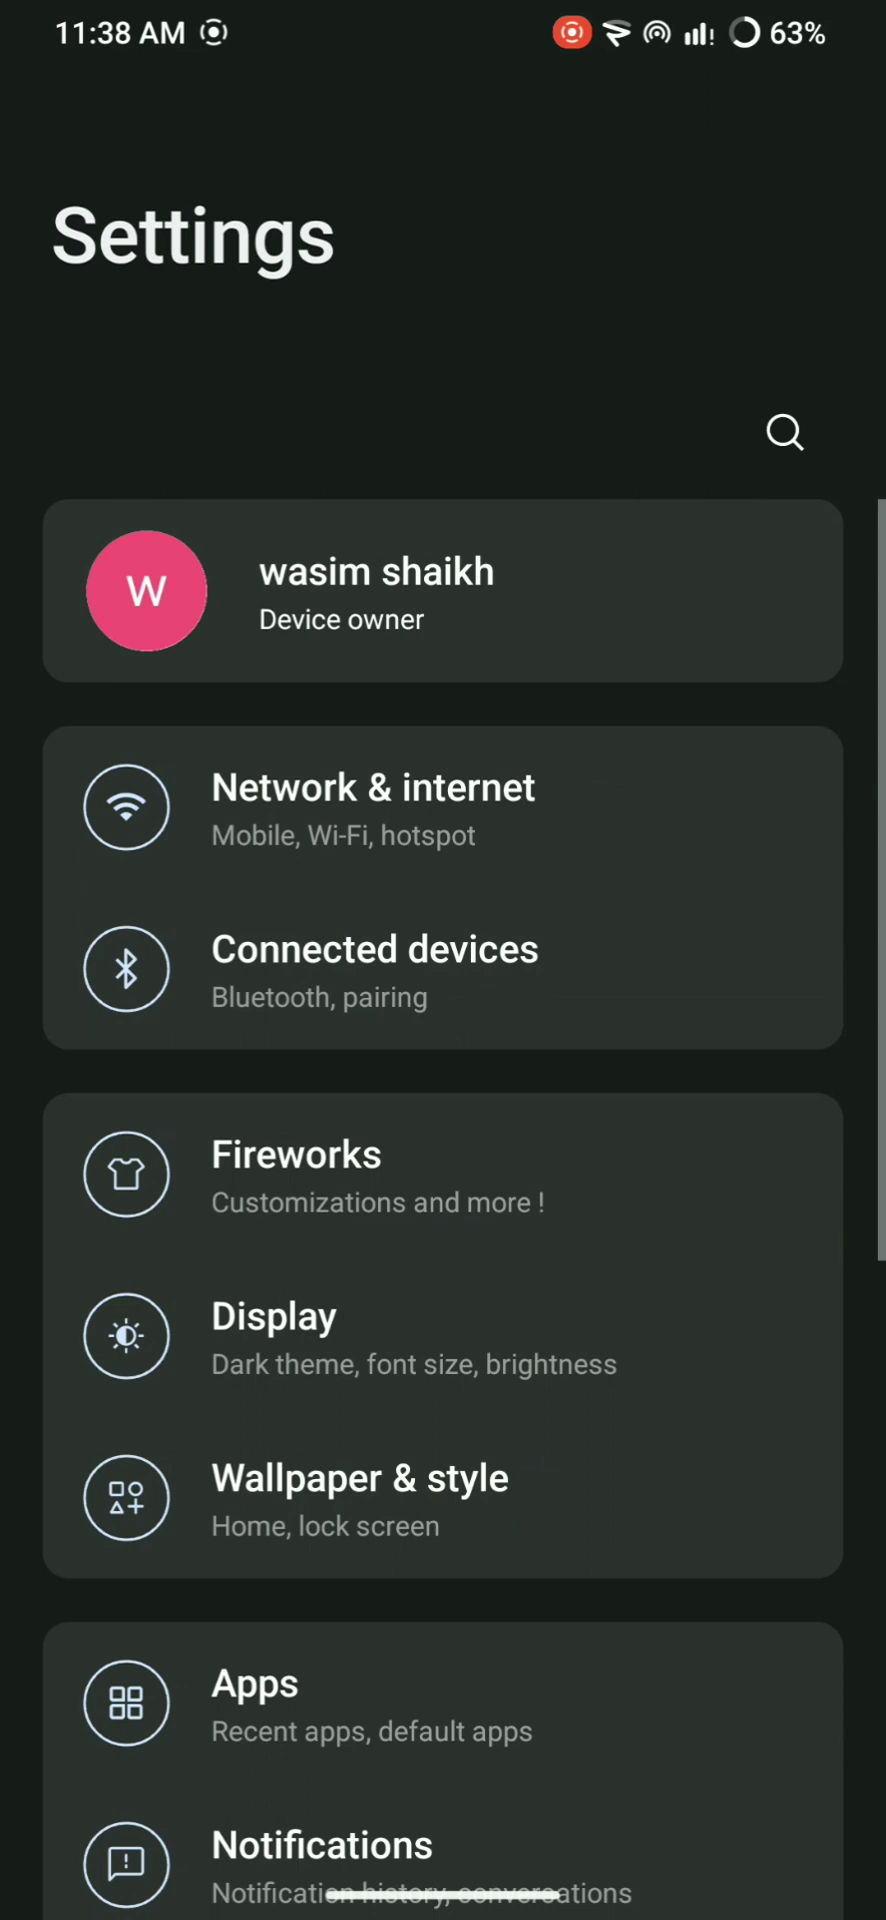 11:38 AM 63%
Settings
W
wasim shaikh
Device owner
Network & internet
Mobile, Wi-Fi, hotspot
Connected devices
Bluetooth, pairing
Fireworks
Customizations and more !
Display
Dark theme, font size, brightness
Wallpaper & style
Home, lock screen
Apps
Recent apps, default apps
Notifications
Notification history, conversations